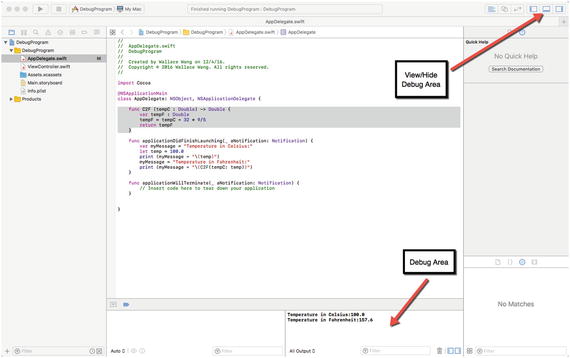 DebugProgram
My Mac
Finished running DebugProgram : DebugProgram
AppDelegate.swift
DebugProgram
DebugProgram
AppDelegate.swift
AppDelegate
DebugProgram
DebugProgram
AppDelegate.swift M
ViewController.swift
Assets.xcassets
Main.storyboard
Info.plist
Products
//
// AppDelegate.swift
// DebugProgram
//
// Created by Wallace Wang on 12/4/16.
// Copyright © 2016 Wallace Wang. All rights reserved.
//
import Cocoa
@NSApplicationMain
class AppDelegate: NSObject, NSApplicationDelegate {
func C2F (tempC : Double) -> Double {
var tempF : Double
tempF = tempC + 32 * 9/5
return tempF
}
func applicationDidFinishLaunching(_ aNotification: Notification) {
var myMessage = "Temperature in Celsius:"
let temp = 100.0
print (myMessage + "\(temp)")
myMessage = "Temperature in Fahrenheit:"
print (myMessage + "\(C2F(tempC: temp))")
}
func applicationWillTerminate(_ aNotification: Notification) {
// Insert code here to tear down your application
}
}
Quick Help
No Quick Help
Search Documentation
View/Hide
Debug Area
Debug Area
No Matches
Temperature in Celsius:100.0
Temperature in Fahrenheit:157.6
Filter
Auto
Filter
All Output
Filter
Filter